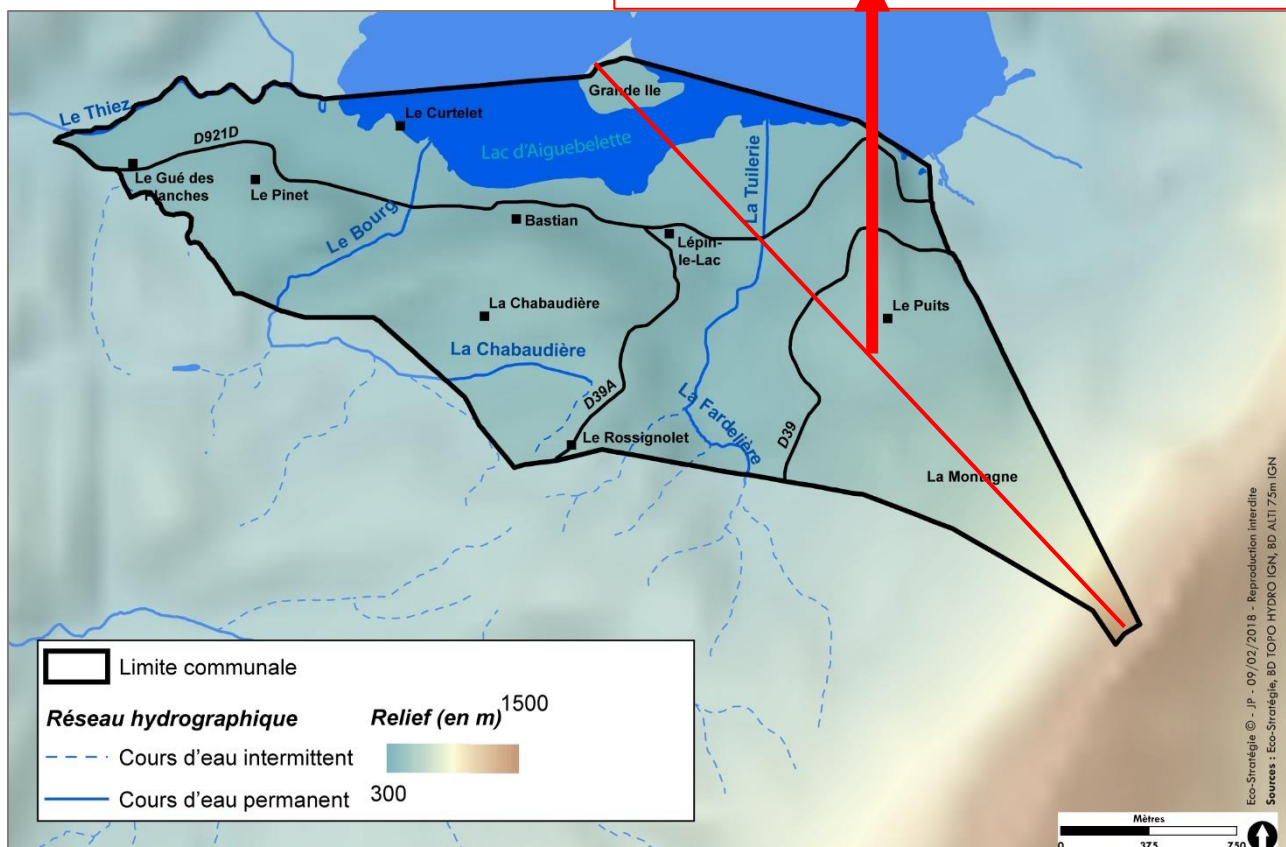 Grande Ile
Le Thiez
Le Curtelet
D921D
Lac d'Aiguebelette
La Tuilerie
Le Gué des
Planches
Le Pinet
Le Bourg
Bastian
Lépin-
le-Lac
La Chabaudière
Le Puits
La Chabaudière
D39A
La Fardelière
D39
Le Rossignolet
La Montagne
Limite communale
Réseau hydrographique
Relief (en m)
1500
Cours d'eau intermittent
Cours d'eau permanent
300
Eco-Stratégie © - JP - 09/02/2018 - Reproduction interdite
Sources : Eco-Stratégie, BD TOPO HYDRO IGN, BD ALTI 75m IGN
Mètres
0 375 750